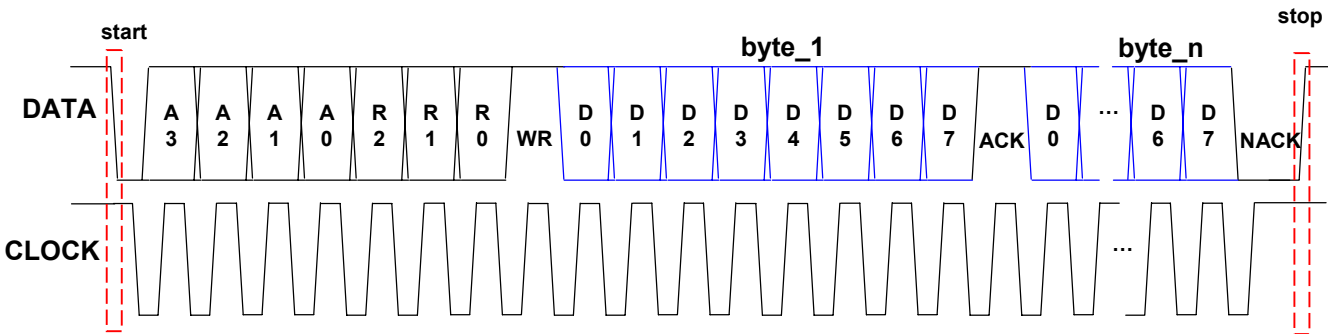 start
stop
byte_1
byte_n
DATA
A A A A R R R D D D D D D D D D ... D D
3 2 1 0 2 1 0 WR 0 1 2 3 4 5 6 7 ACK 0 6 7 NACK
CLOCK
...